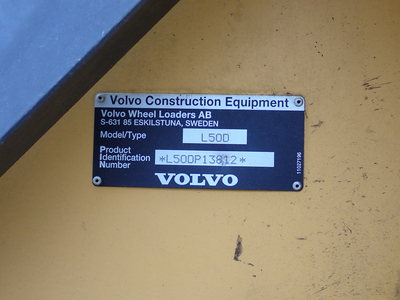 Volvo Construction Equipment
Volvo Wheel Loaders AB
S-631 85 ESKILSTUNA, SWEDEN
Model/Type L50D
Product
Identification *L50DP13812*
Number
VOLVO
11027196